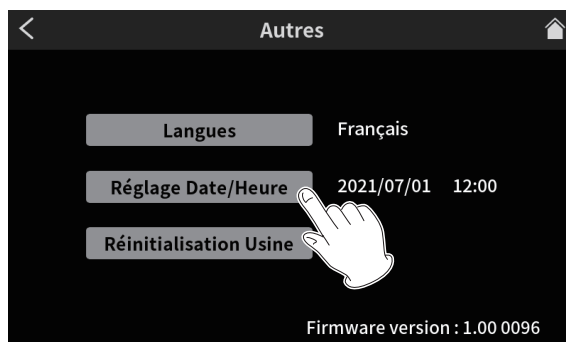 Autres
Langues Français
Réglage Date/Heure 2021/07/01 12:00
Réinitialisation Usine
Firmware version : 1.00 0096